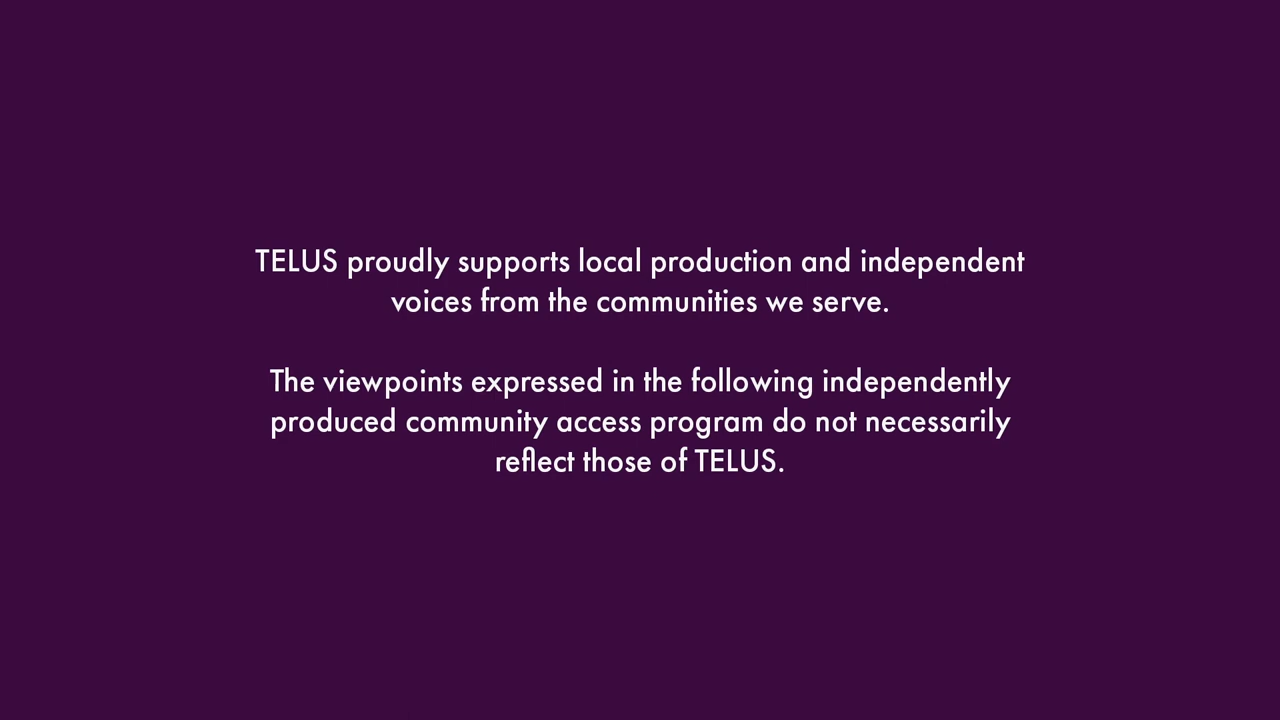 TELUS proudly supports local production and independent
voices from the communities we serve.
The viewpoints expressed in the following independently
produced community access program do not necessarily
reflect those of TELUS.